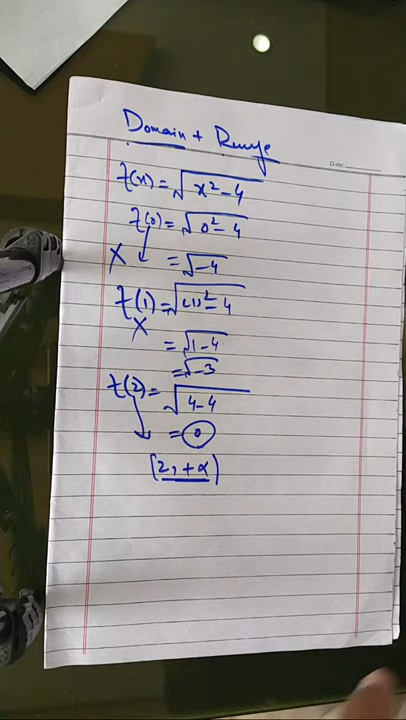 Domain + Range
Date:
f(x) = √x²-4
f(0) = √0²-4
X = √-4
f(1) = √(1)²-4
X
= √1-4
= √-3
f(2) = √4-4
= 0
[2, +∝)